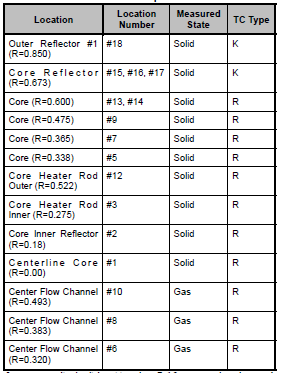 Location Location Number Measured State TC Type
Outer Reflector #1 (R=0.850) #18 Solid K
Core Reflector (R=0.673) #15, #16, #17 Solid K
Core (R=0.600) #13, #14 Solid R
Core (R=0.475) #9 Solid R
Core (R=0.365) #7 Solid R
Core (R=0.338) #5 Solid R
Core Heater Rod Outer (R=0.522) #12 Solid R
Core Heater Rod Inner (R=0.275) #3 Solid R
Core Inner Reflector (R=0.18) #2 Solid R
Centerline Core (R=0.00) #1 Solid R
Center Flow Channel (R=0.493) #10 Gas R
Center Flow Channel (R=0.383) #8 Gas R
Center Flow Channel (R=0.320) #6 Gas R